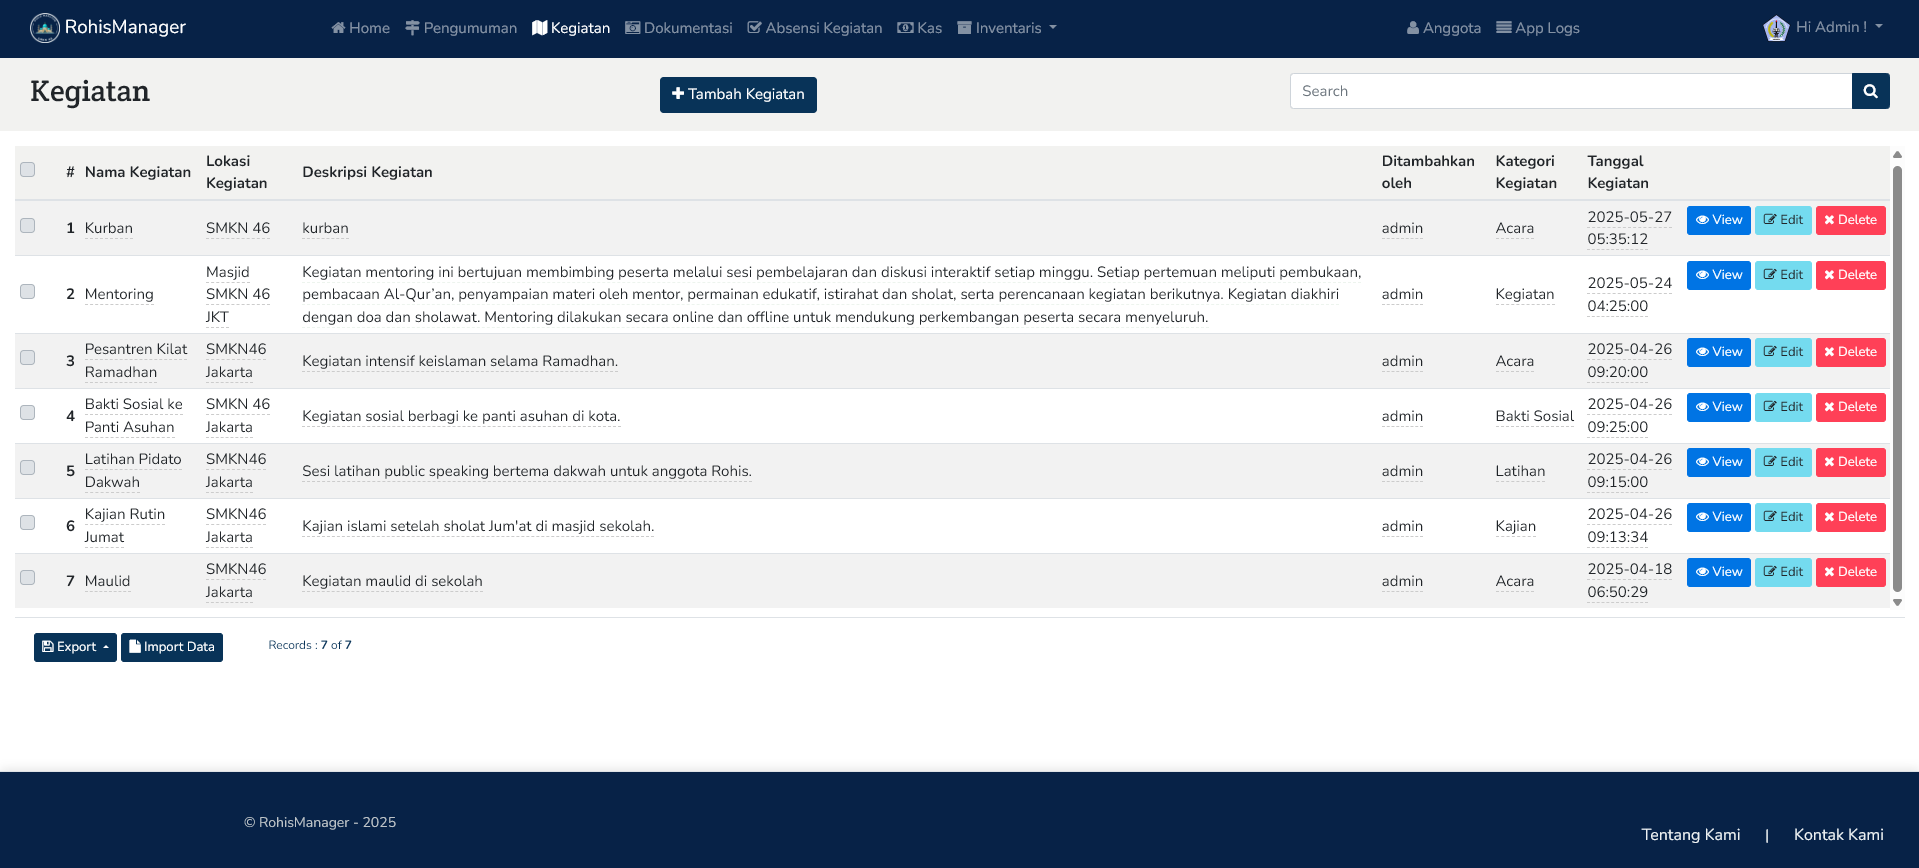 RohisManager
Home Pengumuman Kegiatan Dokumentasi Absensi Kegiatan Kas Inventaris
Anggota App Logs
Hi Admin !
Kegiatan
Tambah Kegiatan
Search
# Nama Kegiatan Lokasi Kegiatan Deskripsi Kegiatan Ditambahkan oleh Kategori Kegiatan Tanggal Kegiatan
1 Kurban SMKN 46 kurban admin Acara 2025-05-27 05:35:12 View Edit Delete
2 Mentoring Masjid SMKN 46 JKT
Kegiatan mentoring ini bertujuan membimbing peserta melalui sesi pembelajaran dan diskusi interaktif setiap minggu. Setiap pertemuan meliputi pembukaan,
pembacaan Al-Qur’an, penyampaian materi oleh mentor, permainan edukatif, istirahat dan sholat, serta perencanaan kegiatan berikutnya. Kegiatan diakhiri
dengan doa dan sholawat. Mentoring dilakukan secara online dan offline untuk mendukung perkembangan peserta secara menyeluruh.
admin Kegiatan 2025-05-24 04:25:00 View Edit Delete
3 Pesantren Kilat Ramadhan SMKN46 Jakarta Kegiatan intensif keislaman selama Ramadhan. admin Acara 2025-04-26 09:20:00 View Edit Delete
4 Bakti Sosial ke Panti Asuhan SMKN 46 Jakarta Kegiatan sosial berbagi ke panti asuhan di kota. admin Bakti Sosial 2025-04-26 09:25:00 View Edit Delete
5 Latihan Pidato Dakwah SMKN46 Jakarta Sesi latihan public speaking bertema dakwah untuk anggota Rohis. admin Latihan 2025-04-26 09:15:00 View Edit Delete
6 Kajian Rutin Jumat SMKN46 Jakarta Kajian islami setelah sholat Jum'at di masjid sekolah. admin Kajian 2025-04-26 09:13:34 View Edit Delete
7 Maulid SMKN46 Jakarta Kegiatan maulid di sekolah admin Acara 2025-04-18 06:50:29 View Edit Delete
Export Import Data Records : 7 of 7
© RohisManager - 2025
Tentang Kami | Kontak Kami